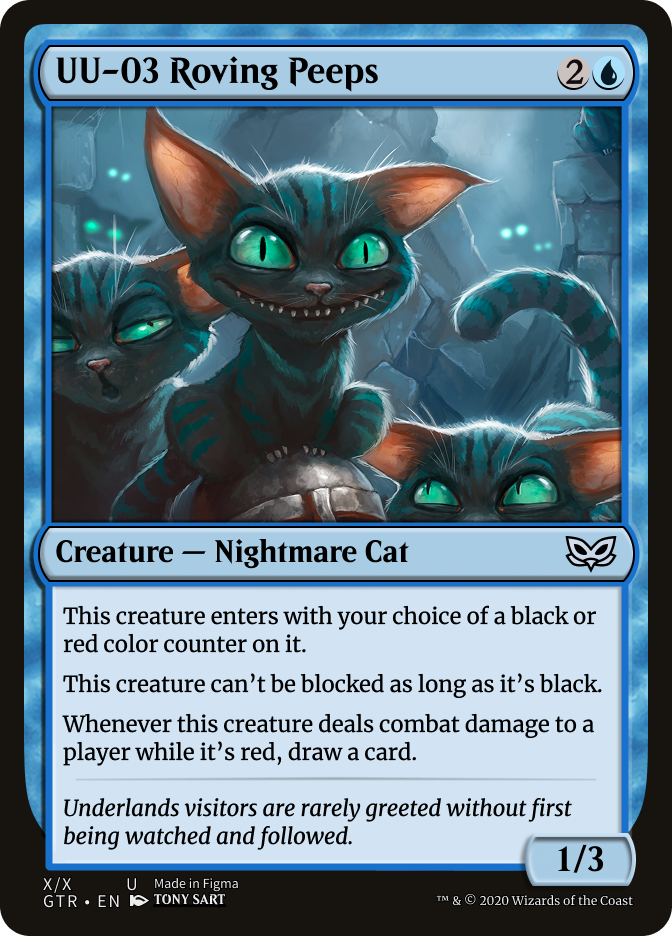 UU-03 Roving Peeps
2
Creature — Nightmare Cat
This creature enters with your choice of a black or
red color counter on it.
This creature can't be blocked as long as it's black.
Whenever this creature deals combat damage to a
player while it's red, draw a card.
Underlands visitors are rarely greeted without first
being watched and followed.
1/3
X/X U Made in Figma
GTR • EN TONY SART
™ & © 2020 Wizards of the Coast